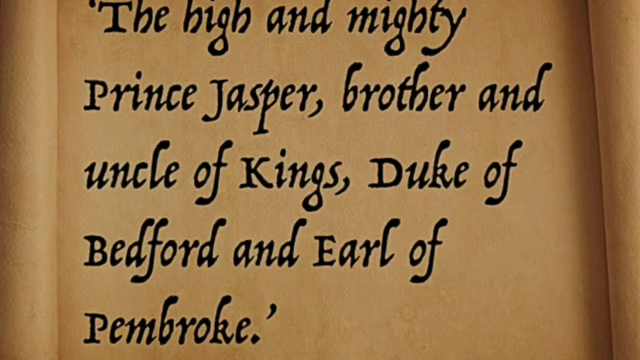 'The high and mighty
Prince Jasper, brother and
uncle of Kings, Duke of
Bedford and Earl of
Pembroke.'